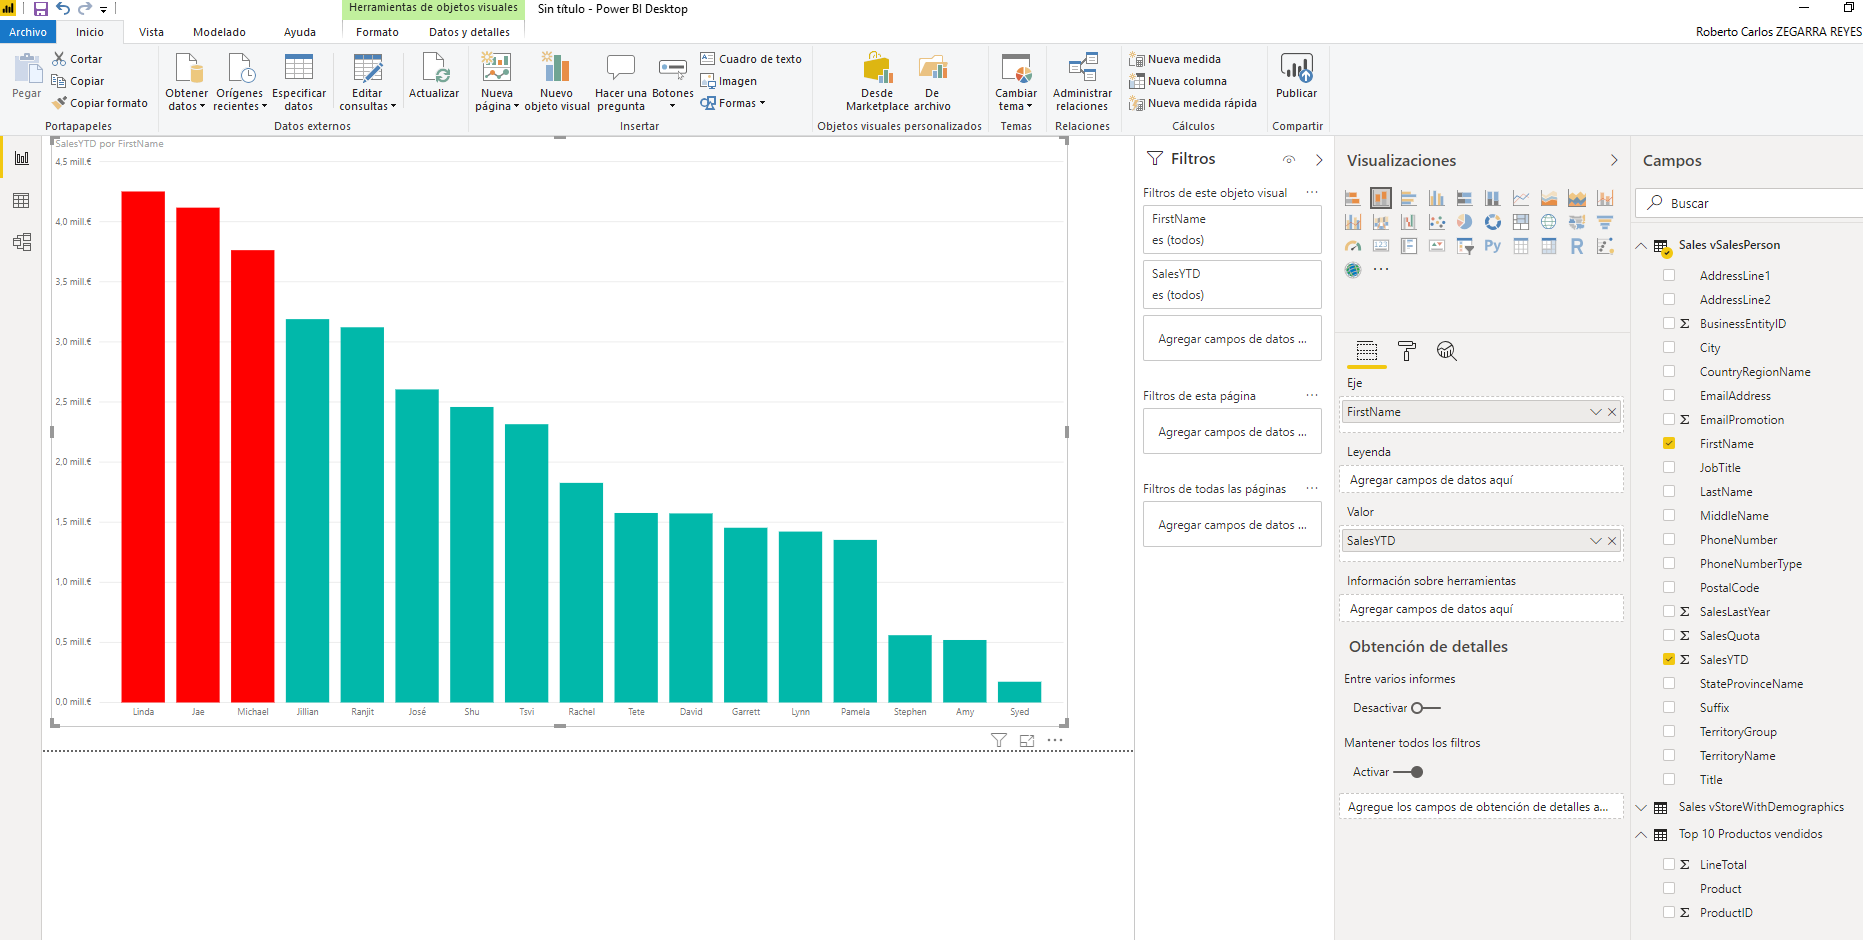 Herramientas de objetos visuales
Sin título - Power BI Desktop
Archivo
Inicio
Vista
Modelado
Ayuda
Formato
Datos y detalles
Roberto Carlos ZEGARRA REYES
Pegar
Cortar
Copiar
Copiar formato
Portapapeles
Obtener
datos
Orígenes
recientes
Especificar
datos
Editar
consultas
Actualizar
Datos externos
Nueva
página
Nuevo
objeto visual
Hacer una
pregunta
Botones
Cuadro de texto
Imagen
Formas
Insertar
Desde
Marketplace
De
archivo
Objetos visuales personalizados
Cambiar
tema
Temas
Administrar
relaciones
Relaciones
Nueva medida
Nueva columna
Nueva medida rápida
Cálculos
Publicar
Compartir
SalesYTD por FirstName
4,5 mill.€
4,0 mill.€
3,5 mill.€
3,0 mill.€
2,5 mill.€
2,0 mill.€
1,5 mill.€
1,0 mill.€
0,5 mill.€
0,0 mill.€
Linda Jae Michael Jillian Ranjit José Shu Tsvi Rachel Tete David Garrett Lynn Pamela Stephen Amy Syed
Filtros
Filtros de este objeto visual ...
FirstName
es (todos)
SalesYTD
es (todos)
Agregar campos de datos ...
Filtros de esta página ...
Agregar campos de datos ...
Filtros de todas las páginas ...
Agregar campos de datos ...
Visualizaciones
123
Py
R
...
Eje
FirstName
Leyenda
Agregar campos de datos aquí
Valor
SalesYTD
Información sobre herramientas
Agregar campos de datos aquí
Obtención de detalles
Entre varios informes
Desactivar
Mantener todos los filtros
Activar
Agregue los campos de obtención de detalles a...
Campos
Buscar
Sales vSalesPerson
AddressLine1
AddressLine2
Σ BusinessEntityID
City
CountryRegionName
EmailAddress
Σ EmailPromotion
FirstName
JobTitle
LastName
MiddleName
PhoneNumber
PhoneNumberType
PostalCode
Σ SalesLastYear
Σ SalesQuota
Σ SalesYTD
StateProvinceName
Suffix
TerritoryGroup
TerritoryName
Title
Sales vStoreWithDemographics
Top 10 Productos vendidos
Σ LineTotal
Product
Σ ProductID